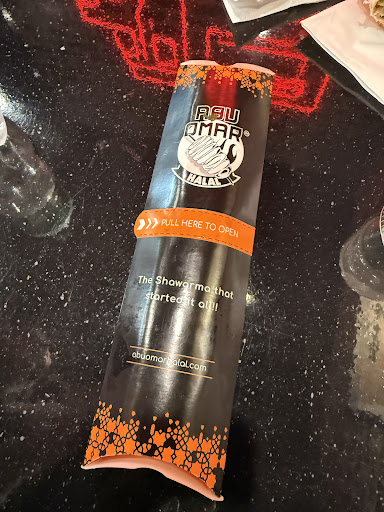 ABU
OMAR®
HALAL
PULL HERE TO OPEN
The Shawarma that
started it all!!
abuomarhalal.com